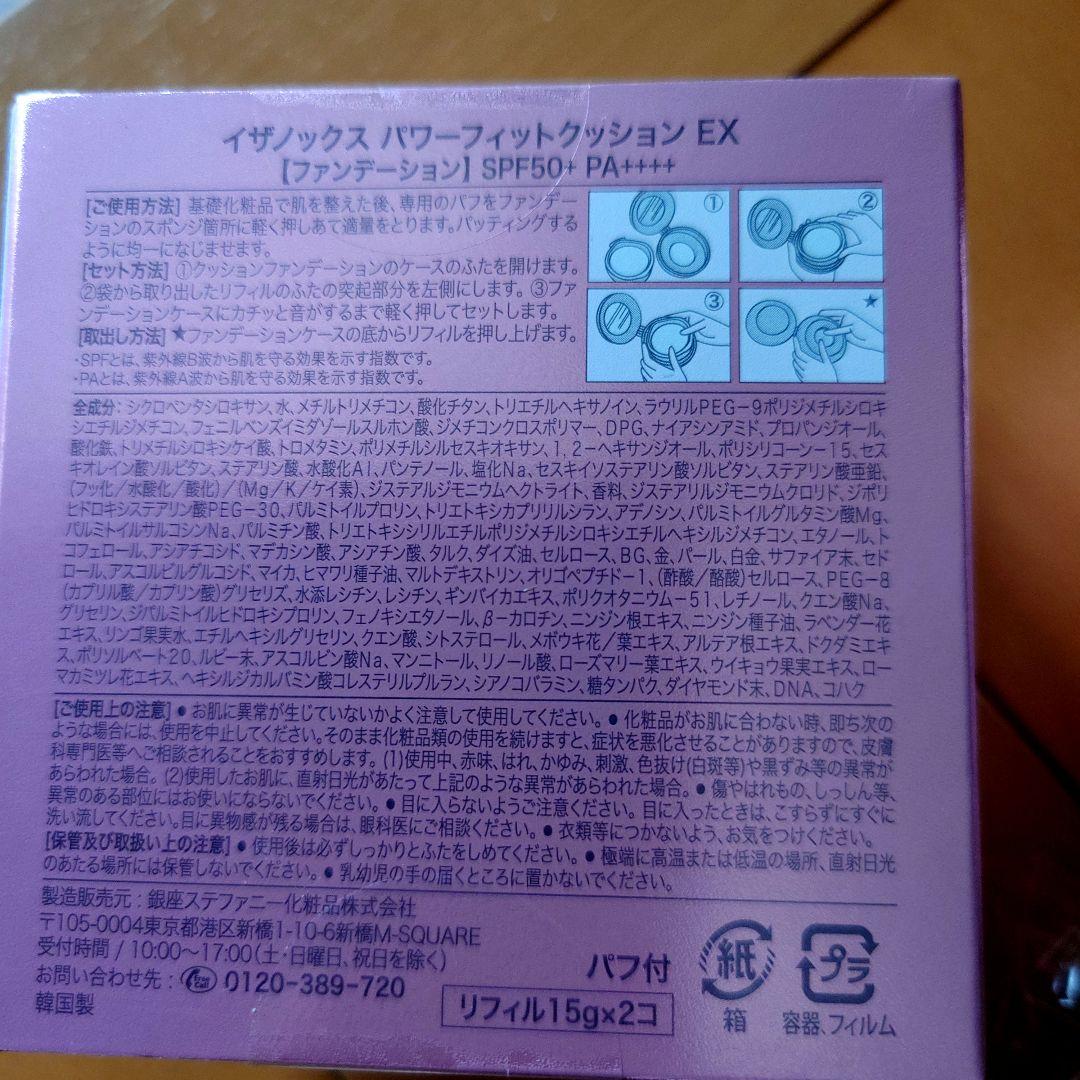 イザノックス パワーフィットクッション EX
【ファンデーション】SPF50+ PA++++
[ご使用方法] 基礎化粧品で肌を整えた後、専用のパフをファンデー
ションのスポンジ箇所に軽く押しあて適量をとります。パッティングする
ように均一になじませます。
[セット方法] ①クッションファンデーションのケースのふたを開けます。
②袋から取り出したリフィルのふたの突起部分を左側にします。③ファ
ンデーションケースにカチッと音がするまで軽く押してセットします。
[取出し方法] ★ファンデーションケースの底からリフィルを押し上げます。
・SPFとは、紫外線B波から肌を守る効果を示す指数です。
・PAとは、紫外線A波から肌を守る効果を示す指数です。
①
②
③
★
全成分：シクロペンタシロキサン、水、メチルトリメチコン、酸化チタン、トリエチルヘキサノイン、ラウリルPEG-9ポリジメチルシロキ
シエチルジメチコン、フェニルベンズイミダゾールスルホン酸、ジメチコンクロスポリマー、DPG、ナイアシンアミド、プロパンジオール、
酸化鉄、トリメチルシロキシケイ酸、トロメタミン、ポリメチルシルセスキオキサン、1,2-ヘキサンジオール、ポリシリコーン-15、セス
キオレイン酸ソルビタン、ステアリン酸、水酸化Al、パンテノール、塩化Na、セスキイソステアリン酸ソルビタン、ステアリン酸亜鉛、
(フッ化/水酸化/酸化)/(Mg/K/ケイ素)、ジステアルジモニウムヘクトライト、香料、ジステアリルジモニウムクロリド、ジポリ
ヒドロキシステアリン酸PEG-30、パルミトイルプロリン、トリエトキシカプリリルシラン、アデノシン、パルミトイルグルタミン酸Mg、
パルミトイルサルコシンNa、パルミチン酸、トリエトキシシリルエチルポリジメチルシロキシエチルヘキシルジメチコン、エタノール、ト
コフェロール、アシアチコシド、マデカシン酸、アシアチン酸、タルク、ダイズ油、セルロース、BG、金、パール、白金、サファイア末、セド
ロール、アスコルビルグルコシド、マイカ、ヒマワリ種子油、マルトデキストリン、オリゴペプチド-1、(酢酸/酪酸)セルロース、PEG-8
(カプリル酸/カプリン酸)グリセリズ、水添レシチン、レシチン、ギンバイカエキス、ポリクオタニウム-51、レチノール、クエン酸Na、
グリセリン、ジパルミトイルヒドロキシプロリン、フェノキシエタノール、β-カロチン、ニンジン根エキス、ニンジン種子油、ラベンダー花
エキス、リンゴ果実水、エチルヘキシルグリセリン、クエン酸、シトステロール、メボウキ花/葉エキス、アルテア根エキス、ドクダミエキ
ス、ポリソルベート20、ルビー末、アスコルビン酸Na、マンニトール、リノール酸、ローズマリー葉エキス、ウイキョウ果実エキス、ロー
マカミツレ花エキス、ヘキシルジカルバミン酸コレステリルプルラン、シアノコバラミン、糖タンパク、ダイヤモンド末、DNA、コハク
[ご使用上の注意] ● お肌に異常が生じていないかよく注意して使用してください。● 化粧品がお肌に合わない時、即ち次の
ような場合には、使用を中止してください。そのまま化粧品類の使用を続けますと、症状を悪化させることがありますので、皮膚
科専門医等へご相談されることをおすすめします。(1)使用中、赤味、はれ、かゆみ、刺激、色抜け(白斑等)や黒ずみ等の異常が
あらわれた場合。(2)使用したお肌に、直射日光があたって上記のような異常があらわれた場合。● 傷やはれもの、しっしん等、
異常のある部位にはお使いにならないでください。● 目に入らないようご注意ください。目に入ったときは、こすらずにすぐに
洗い流してください。目に異物感が残る場合は、眼科医にご相談ください。● 衣類等につかないよう、お気をつけください。
[保管及び取扱い上の注意] ● 使用後は必ずしっかりとふたをしめてください。● 極端に高温または低温の場所、直射日光
のあたる場所には保管しないでください。● 乳幼児の手の届くところに置かないでください。
製造販売元：銀座ステファニー化粧品株式会社
〒105-0004東京都港区新橋1-10-6新橋M-SQUARE
受付時間 / 10:00～17:00(土・日曜日、祝日を除く)
お問い合わせ先： 0120-389-720
韓国製
パフ付
リフィル15g×2コ
紙
箱
プラ
容器、フィルム